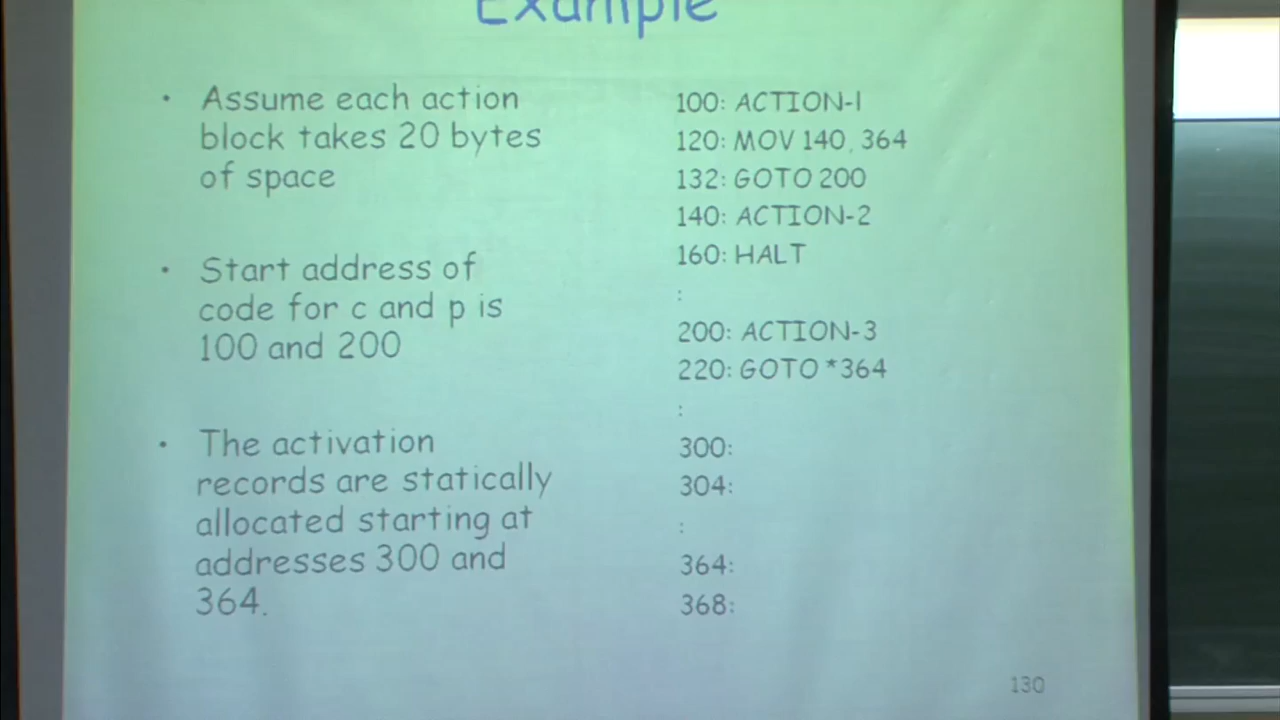 Example
• Assume each action
block takes 20 bytes
of space
• Start address of
code for c and p is
100 and 200
• The activation
records are statically
allocated starting at
addresses 300 and
364.
100: ACTION-1
120: MOV 140, 364
132: GOTO 200
140: ACTION-2
160: HALT
:
200: ACTION-3
220: GOTO *364
:
300:
304:
:
364:
368:
130